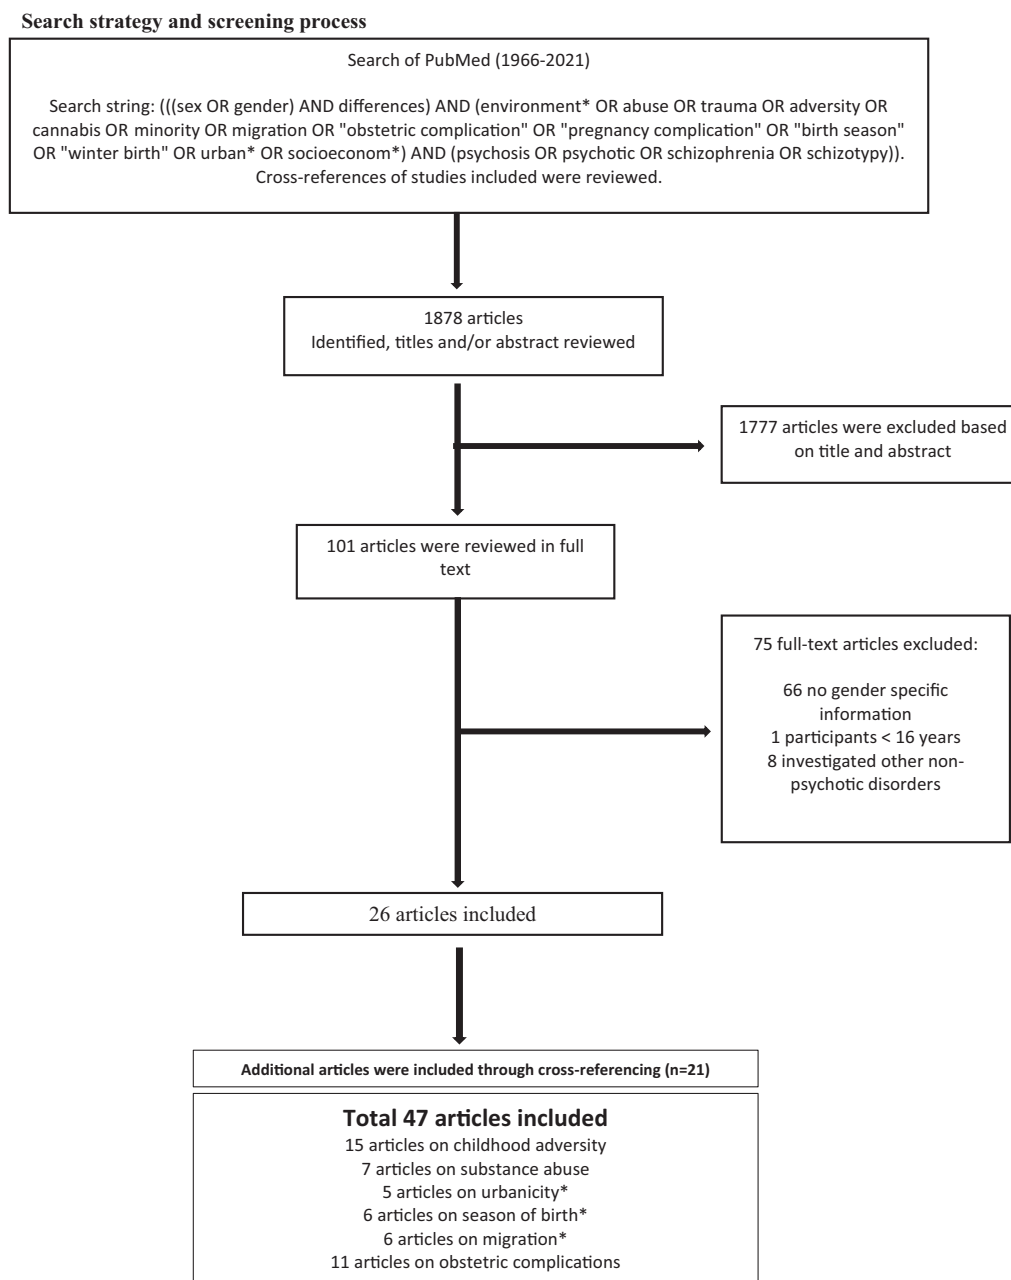 Search strategy and screening process
Search of PubMed (1966-2021)
Search string: (((sex OR gender) AND differences) AND (environment* OR abuse OR trauma OR adversity OR
cannabis OR minority OR migration OR "obstetric complication" OR "pregnancy complication" OR "birth season"
OR "winter birth" OR urban* OR socioeconom*) AND (psychosis OR psychotic OR schizophrenia OR schizotypy)).
Cross-references of studies included were reviewed.
1878 articles
Identified, titles and/or abstract reviewed
1777 articles were excluded based
on title and abstract
101 articles were reviewed in full
text
75 full-text articles excluded:
66 no gender specific
information
1 participants < 16 years
8 investigated other non-
psychotic disorders
26 articles included
Additional articles were included through cross-referencing (n=21)
Total 47 articles included
15 articles on childhood adversity
7 articles on substance abuse
5 articles on urbanicity*
6 articles on season of birth*
6 articles on migration*
11 articles on obstetric complications